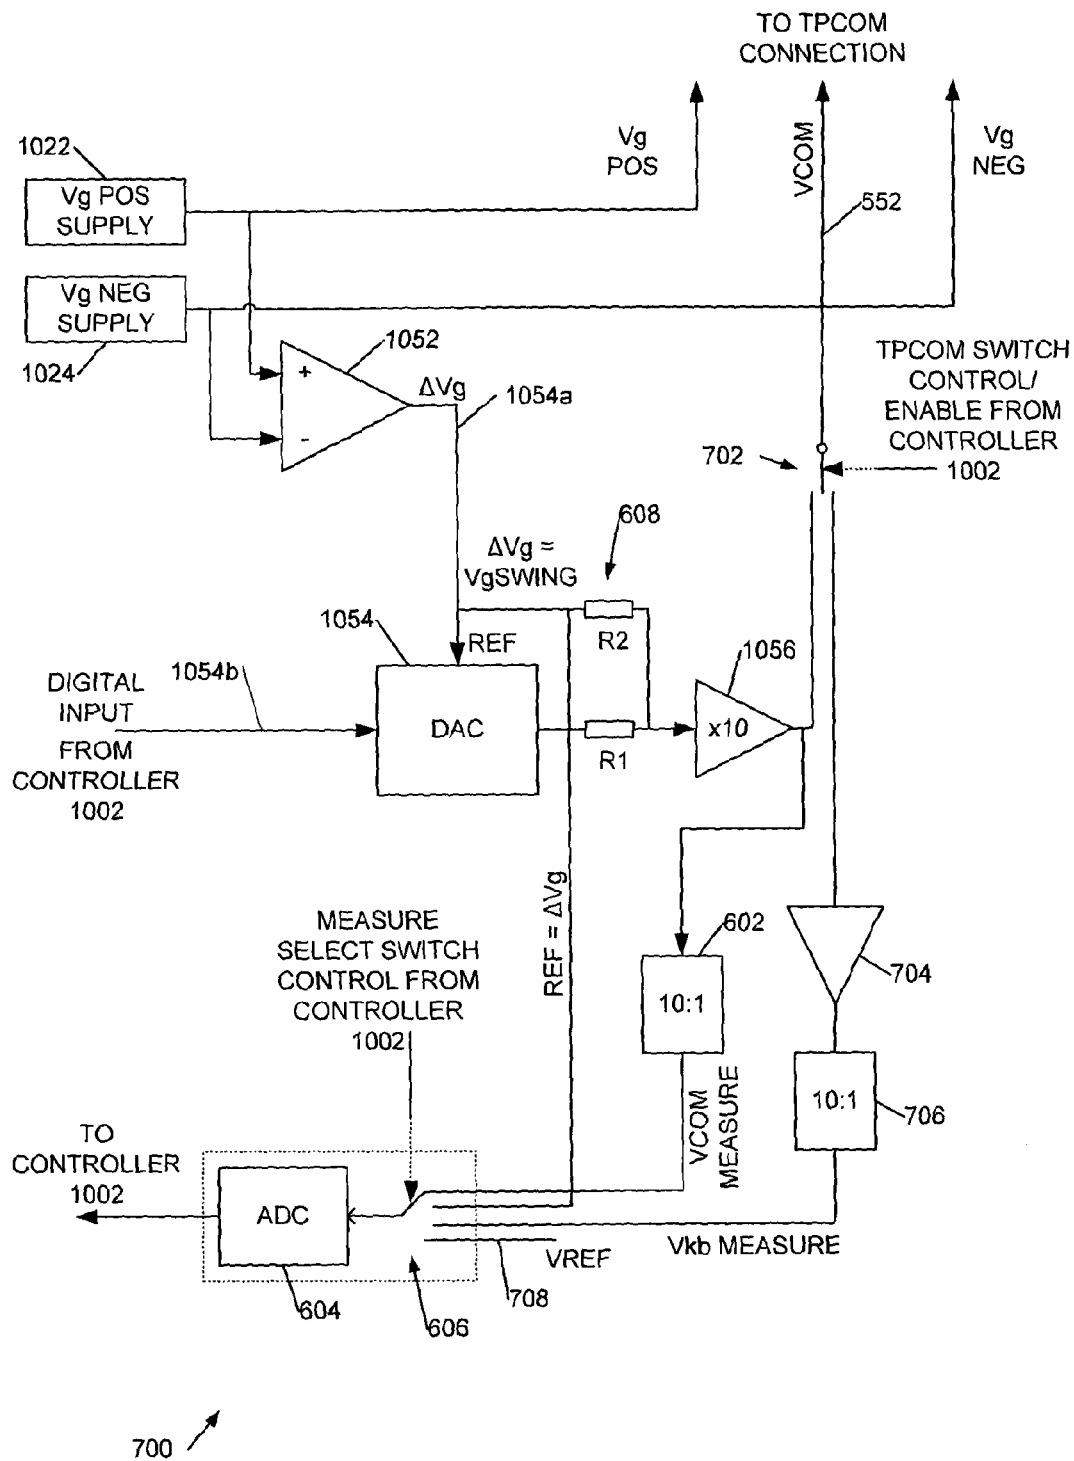 TO TPCOM
CONNECTION
Vg
POS
VCOM
Vg
NEG
1022
Vg POS
SUPPLY
552
Vg NEG
SUPPLY
1024
+
-
1052
ΔVg
1054a
TPCOM SWITCH
CONTROL/
ENABLE FROM
CONTROLLER
1002
702
608
ΔVg =
VgSWING
1054
REF
R2
1054b
DIGITAL
INPUT
FROM
CONTROLLER
1002
DAC
R1
1056
x10
REF = ΔVg
MEASURE
SELECT SWITCH
CONTROL FROM
CONTROLLER
1002
602
10:1
704
VCOM
MEASURE
10:1
706
TO
CONTROLLER
1002
ADC
Vkb MEASURE
VREF
708
604
606
700